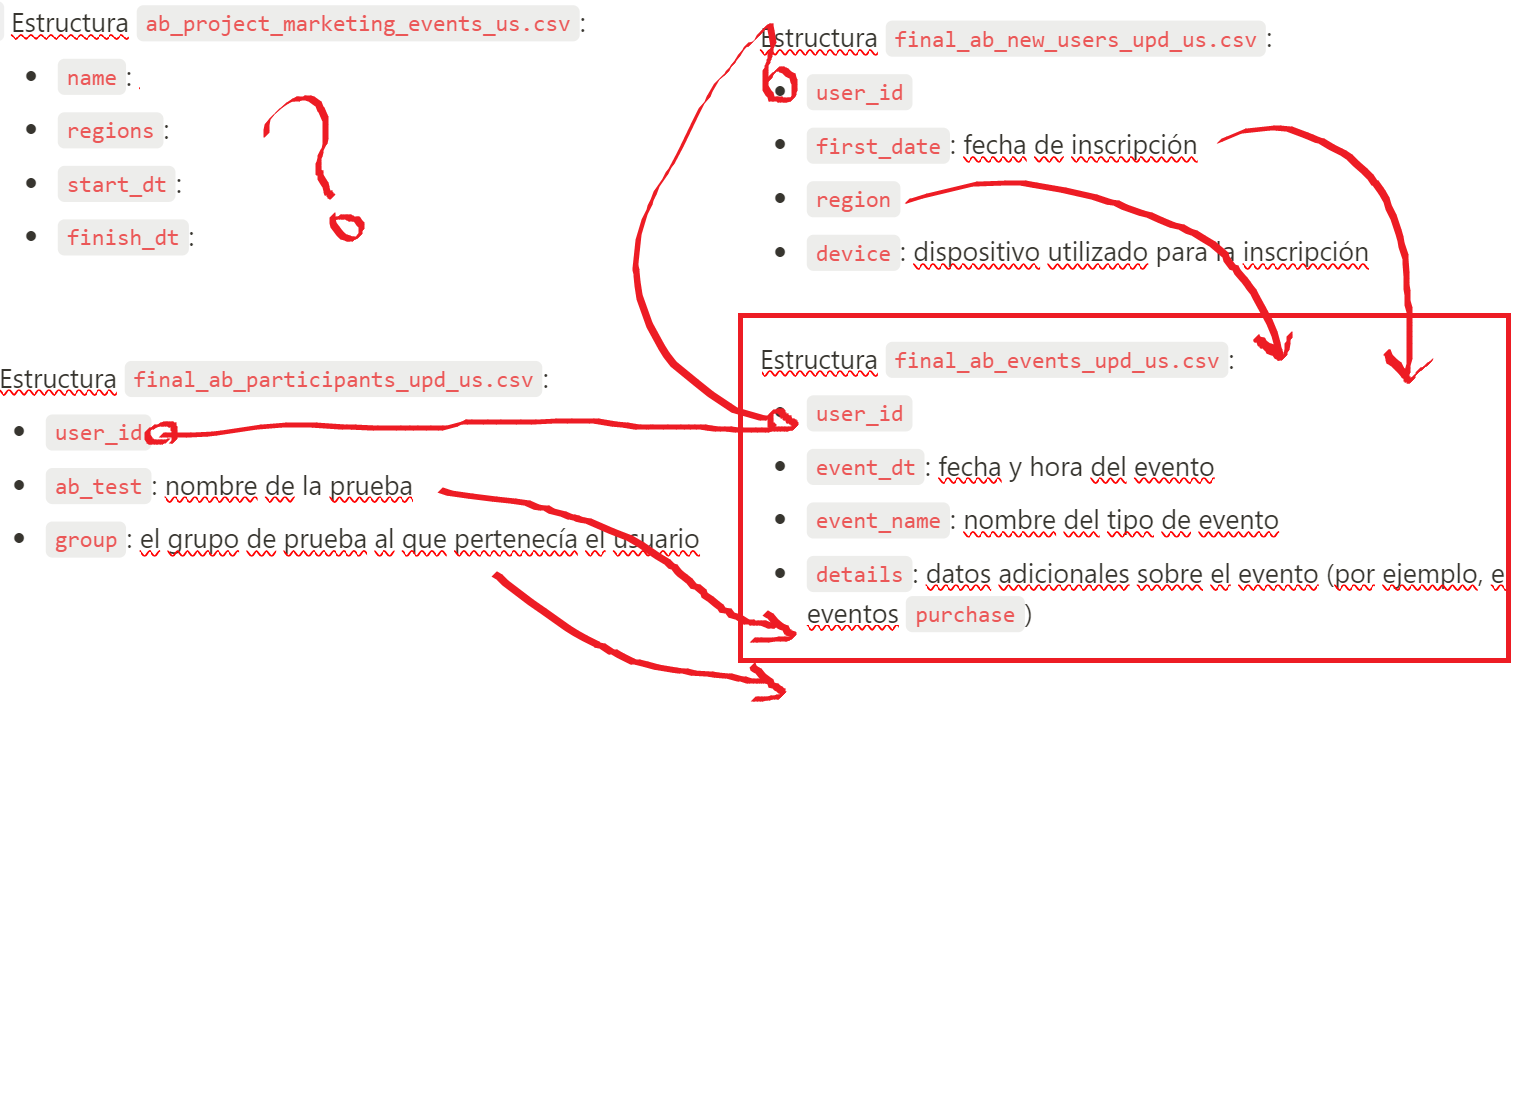 Estructura ab_project_marketing_events_us.csv:
• name:
• regions:
• start_dt:
• finish_dt:
Estructura final_ab_new_users_upd_us.csv:
• user_id
• first_date: fecha de inscripción
• region
• device: dispositivo utilizado para la inscripción
Estructura final_ab_participants_upd_us.csv:
• user_id
• ab_test: nombre de la prueba
• group: el grupo de prueba al que pertenecía el usuario
Estructura final_ab_events_upd_us.csv:
• user_id
• event_dt: fecha y hora del evento
• event_name: nombre del tipo de evento
• details: datos adicionales sobre el evento (por ejemplo, e
eventos purchase)